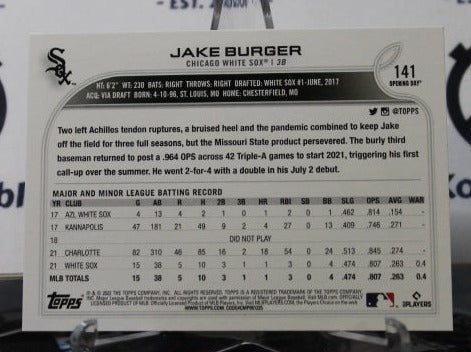 JAKE BURGER
CHICAGO WHITE SOX | 3B
141
OPENING DAY
HT: 6'2" WT: 230 BATS: RIGHT THROWS: RIGHT DRAFTED: WHITE SOX #1-JUNE, 2017
ACQ: VIA DRAFT BORN: 4-10-96, ST. LOUIS, MO HOME: CHESTERFIELD, MO
@TOPPS
Two left Achilles tendon ruptures, a bruised heel and the pandemic combined to keep Jake
off the field for three full seasons, but the Missouri State product persevered. The burly third
baseman returned to post a .964 OPS across 42 Triple-A games to start 2021, triggering his first
call-up over the summer. He went 2-for-4 with a double in his July 2 debut.
MAJOR AND MINOR LEAGUE BATTING RECORD
YR CLUB G AB R H 2B 3B HR RBI SB BB SLG OPS AVG WAR
17 AZL WHITE SOX 4 13 4 2 1 0 1 2 0 1 .462 .814 .154 -
17 KANNAPOLIS 47 181 21 49 9 2 4 27 0 13 .409 .746 .271 -
18 DID NOT PLAY
21 CHARLOTTE 82 310 46 85 16 2 18 54 0 24 .513 .845 .274 -
21 WHITE SOX 15 38 5 10 3 1 1 3 0 4 .474 .807 .263 0.4
MLB TOTALS 15 38 5 10 3 1 1 3 0 4 .474 .807 .263 0.4
TOPPS
PLAYERS